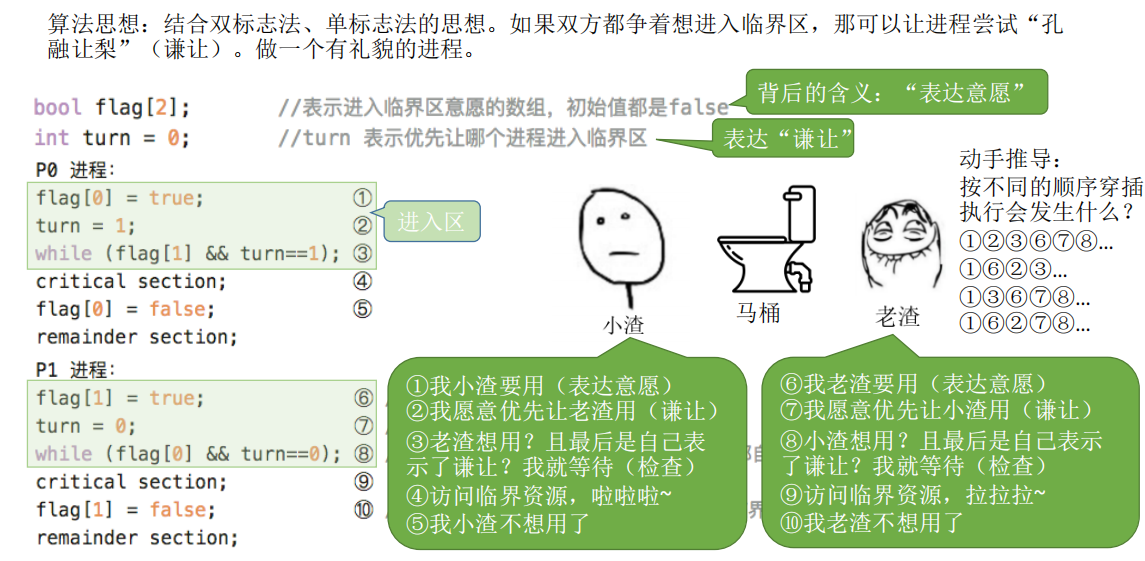 算法思想：结合双标志法、单标志法的思想。如果双方都争着想进入临界区，那可以让进程尝试“孔
融让梨”（谦让）。做一个有礼貌的进程。
bool flag[2]; //表示进入临界区意愿的数组，初始值都是false
背后的含义：“表达意愿”
int turn = 0; //turn 表示优先让哪个进程进入临界区
表达“谦让”
P0 进程：
flag[0] = true; ①
turn = 1; ②
while (flag[1] && turn==1); ③
critical section; ④
flag[0] = false; ⑤
remainder section;
进入区
P1 进程：
flag[1] = true; ⑥
turn = 0; ⑦
while (flag[0] && turn==0); ⑧
critical section; ⑨
flag[1] = false; ⑩
remainder section;
小渣
马桶
老渣
动手推导：
按不同的顺序穿插
执行会发生什么？
①②③⑥⑦⑧…
①⑥②③…
①③⑥⑦⑧…
①⑥②⑦⑧…
①我小渣要用（表达意愿）
②我愿意优先让老渣用（谦让）
③老渣想用？且最后是自己表
示了谦让？我就等待（检查）
④访问临界资源，啦啦啦~
⑤我小渣不想用了
⑥我老渣要用（表达意愿）
⑦我愿意优先让小渣用（谦让）
⑧小渣想用？且最后是自己表示
了谦让？我就等待（检查）
⑨访问临界资源，拉拉拉~
⑩我老渣不想用了